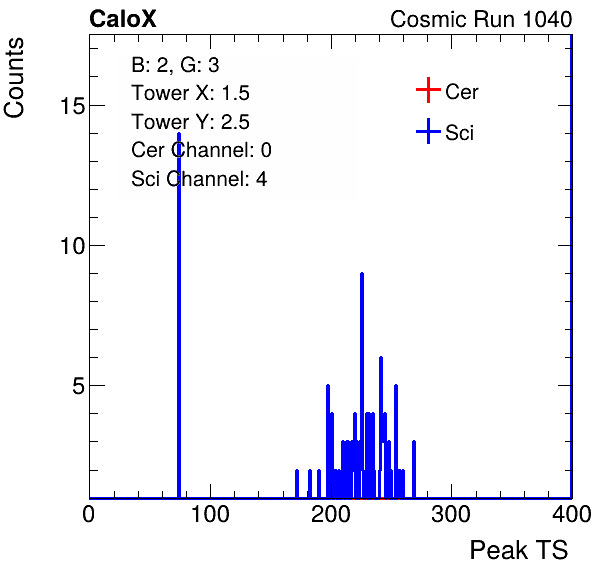 CaloX Cosmic Run 1040
Counts
B: 2, G: 3
Tower X: 1.5
Tower Y: 2.5
Cer Channel: 0
Sci Channel: 4
Cer
Sci
15
10
5
0 100 200 300 400
Peak TS